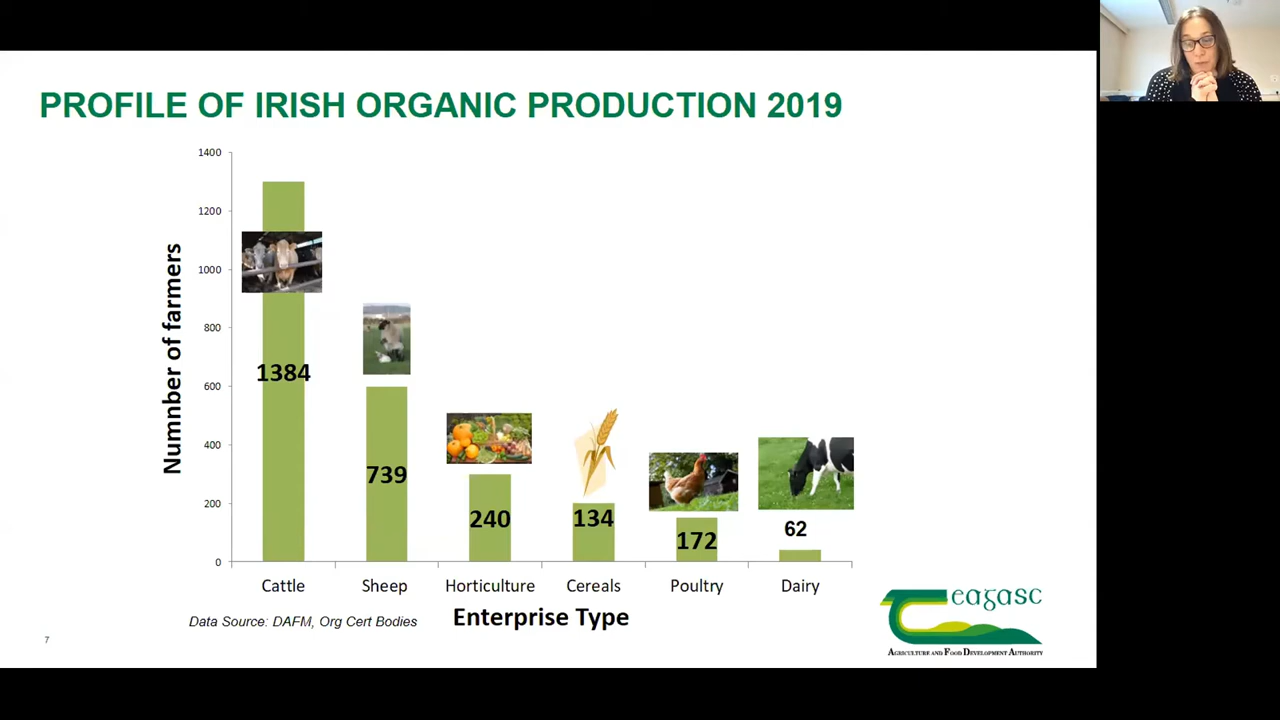 PROFILE OF IRISH ORGANIC PRODUCTION 2019
1400
1200
1000
800
600
400
200
0
Numnber of farmers
1384
739
240
134
172
62
Cattle
Sheep
Horticulture
Cereals
Poultry
Dairy
Enterprise Type
Data Source: DAFM, Org Cert Bodies
7
eagasc
AGRICULTURE AND FOOD DEVELOPMENT AUTHORITY